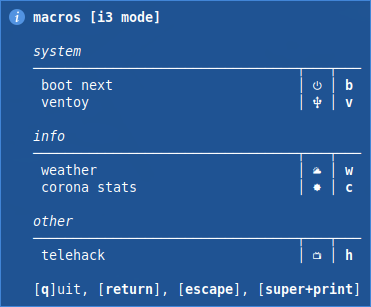 macros [i3 mode]
system
boot next b
ventoy v
info
weather w
corona stats c
other
telehack h
[q]uit, [return], [escape], [super+print]